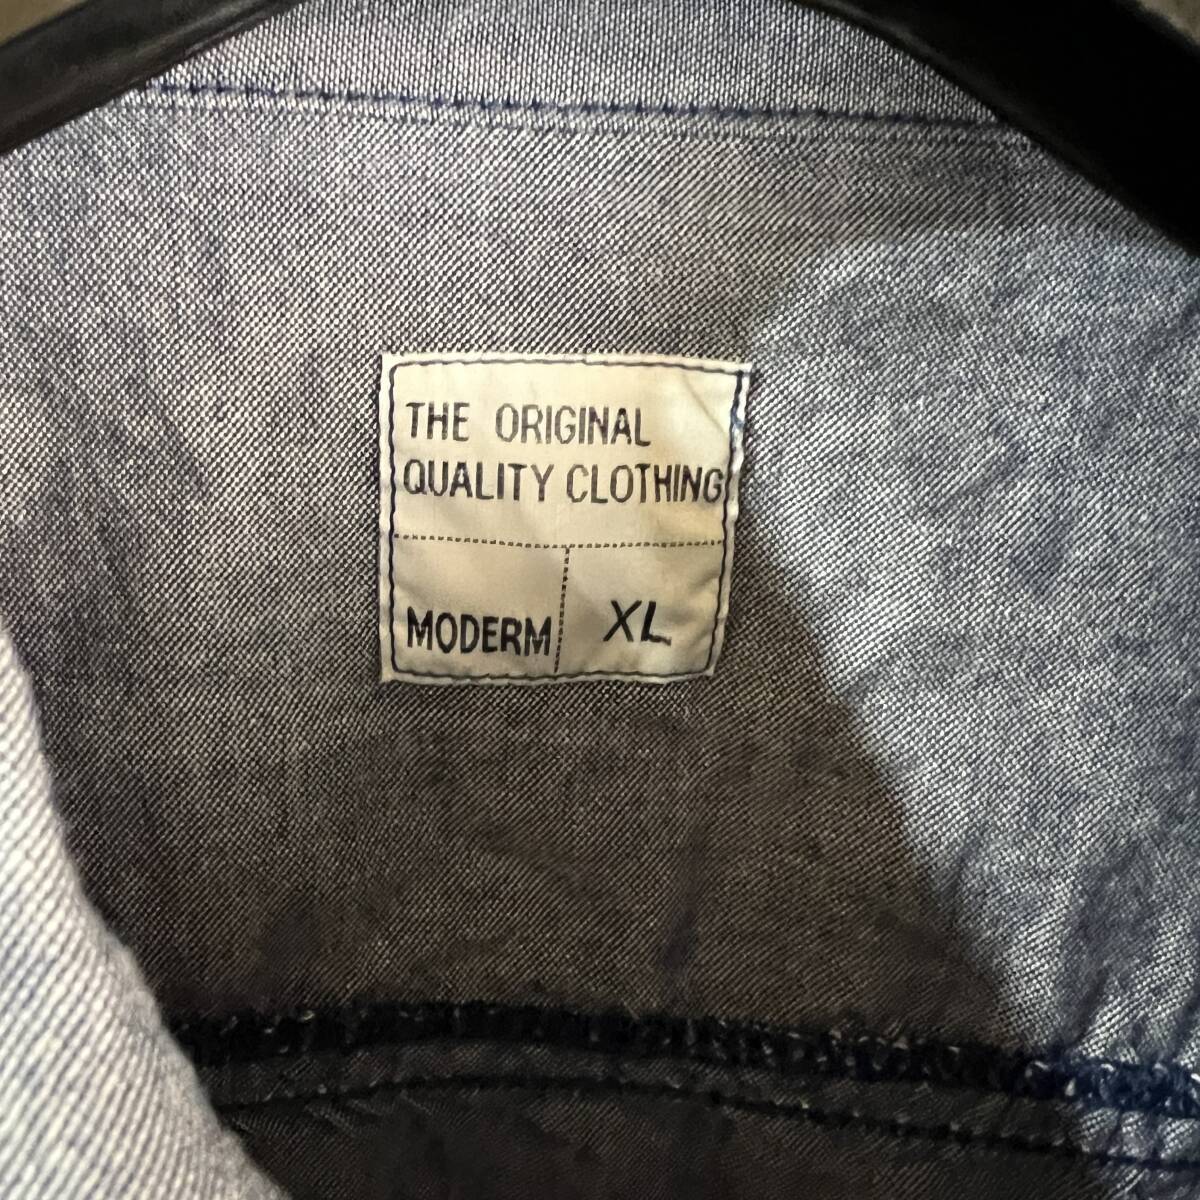 THE ORIGINAL
QUALITY CLOTHING
MODERM XL